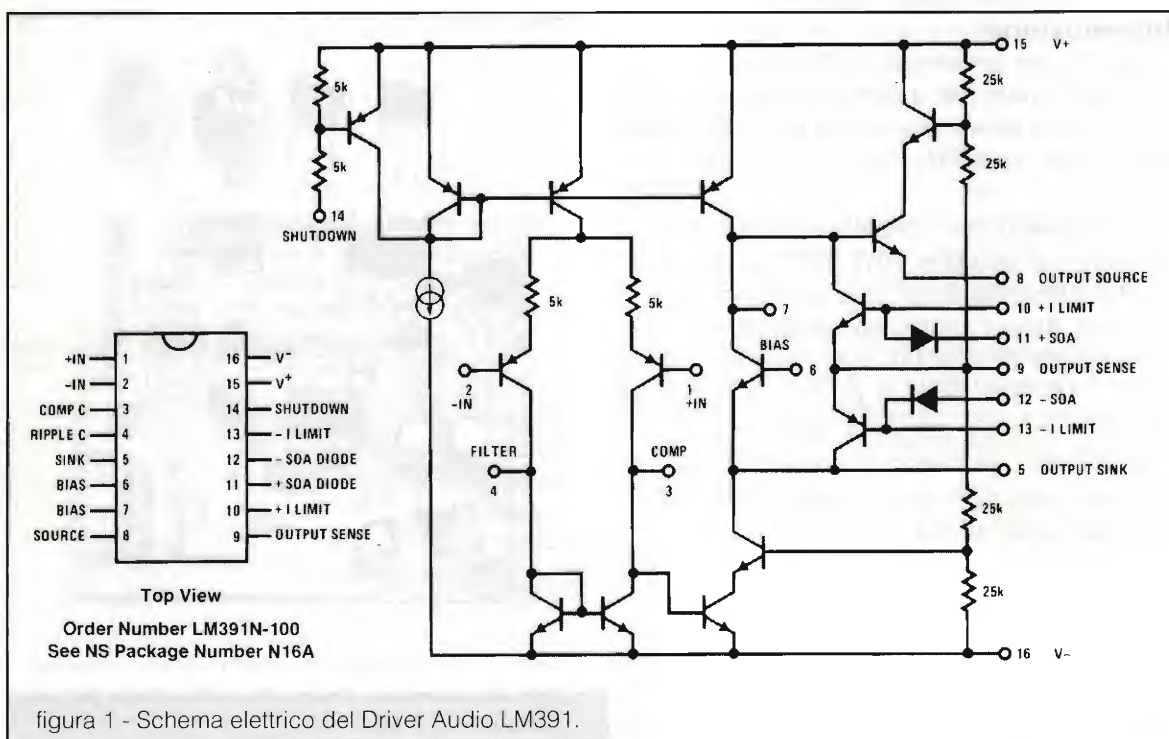 15 V+
5k
25k
5k
25k
14
SHUTDOWN
8 OUTPUT SOURCE
5k
5k
7
10 + I LIMIT
11 + SOA
BIAS
6
9 OUTPUT SENSE
2
-IN
1
+IN
12 - SOA
13 - I LIMIT
FILTER
4
COMP
3
5 OUTPUT SINK
25k
25k
16 V-
+IN 1 16 V-
-IN 2 15 V+
COMP C 3 14 SHUTDOWN
RIPPLE C 4 13 - I LIMIT
SINK 5 12 - SOA DIODE
BIAS 6 11 + SOA DIODE
BIAS 7 10 + I LIMIT
SOURCE 8 9 OUTPUT SENSE
Top View
Order Number LM391N-100
See NS Package Number N16A
figura 1 - Schema elettrico del Driver Audio LM391.